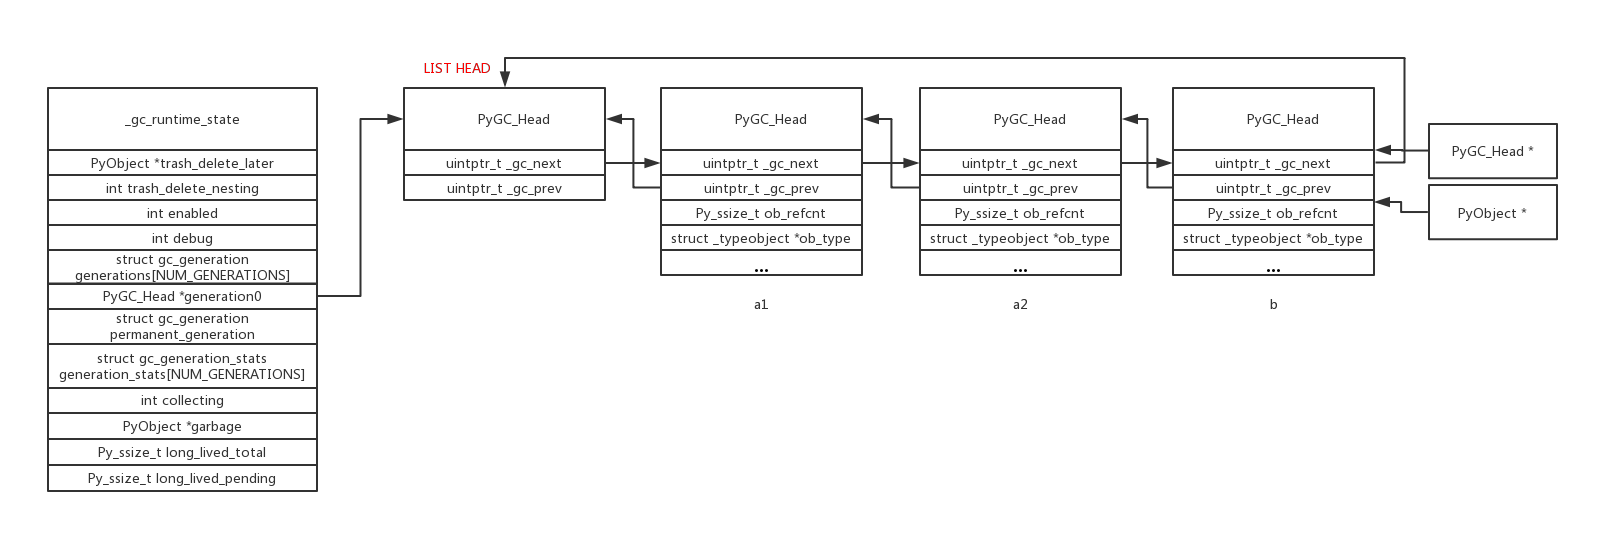 LIST HEAD
_gc_runtime_state
PyObject *trash_delete_later
int trash_delete_nesting
int enabled
int debug
struct gc_generation
generations[NUM_GENERATIONS]
PyGC_Head *generation0
struct gc_generation
permanent_generation
struct gc_generation_stats
generation_stats[NUM_GENERATIONS]
int collecting
PyObject *garbage
Py_ssize_t long_lived_total
Py_ssize_t long_lived_pending
PyGC_Head
uintptr_t _gc_next
uintptr_t _gc_prev
PyGC_Head
uintptr_t _gc_next
uintptr_t _gc_prev
Py_ssize_t ob_refcnt
struct _typeobject *ob_type
...
a1
PyGC_Head
uintptr_t _gc_next
uintptr_t _gc_prev
Py_ssize_t ob_refcnt
struct _typeobject *ob_type
...
a2
PyGC_Head
uintptr_t _gc_next
uintptr_t _gc_prev
Py_ssize_t ob_refcnt
struct _typeobject *ob_type
...
b
PyGC_Head *
PyObject *